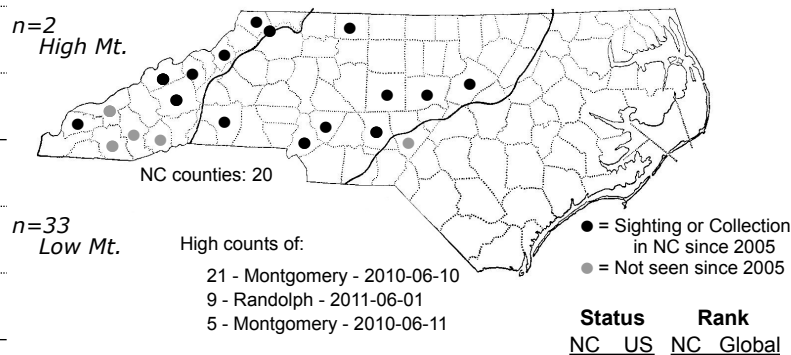 n=2
High Mt.
NC counties: 20
n=33
Low Mt.
High counts of:
21 - Montgomery - 2010-06-10
9 - Randolph - 2011-06-01
5 - Montgomery - 2010-06-11
= Sighting or Collection
in NC since 2005
= Not seen since 2005
Status Rank
NC US NC Global